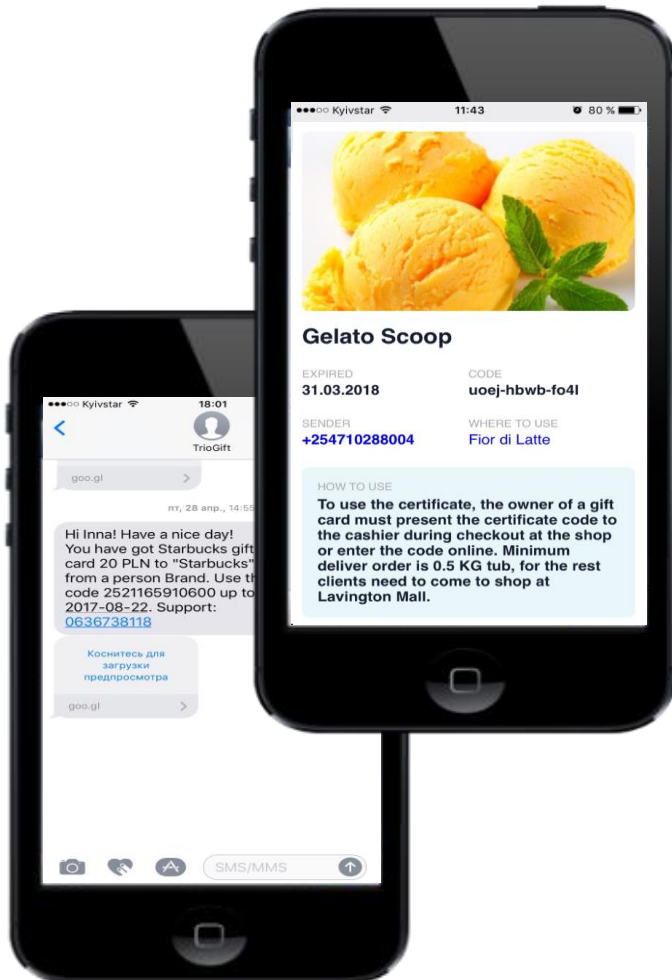 Kyivstar 11:43 80 %
Gelato Scoop
EXPIRED CODE
31.03.2018 uoej-hbwb-fo4l
SENDER WHERE TO USE
+254710288004 Fior di Latte
HOW TO USE
To use the certificate, the owner of a gift
card must present the certificate code to
the cashier during checkout at the shop
or enter the code online. Minimum
deliver order is 0.5 KG tub, for the rest
clients need to come to shop at
Lavington Mall.
Kyivstar 18:01
TrioGift
goo.gl
пт, 28 апр., 14:55
Hi Inna! Have a nice day!
You have got Starbucks gift
card 20 PLN to "Starbucks"
from a person Brand. Use
code 2521165910600 up to
2017-08-22. Support:
0636738118
Коснитесь для
загрузки
предпросмотра
goo.gl
SMS/MMS